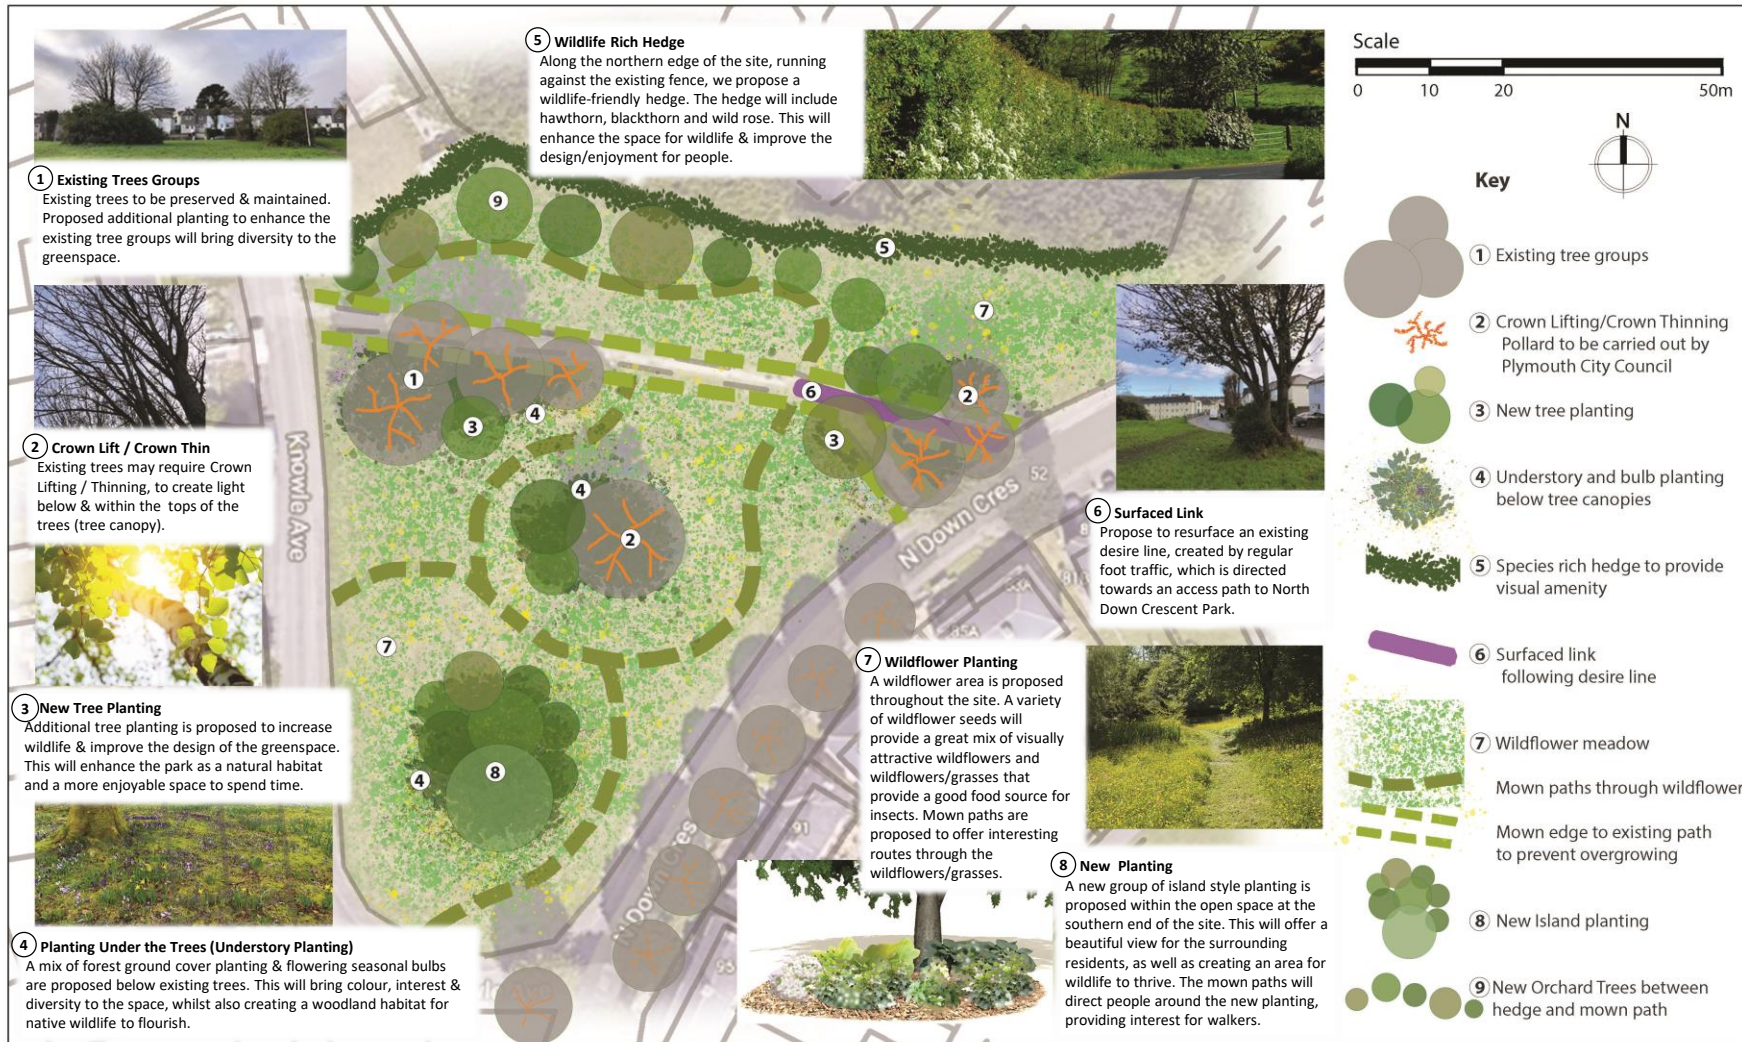 1 Existing Trees Groups
Existing trees to be preserved & maintained.
Proposed additional planting to enhance the
existing tree groups will bring diversity to the
greenspace.
2 Crown Lift / Crown Thin
Existing trees may require Crown
Lifting / Thinning, to create light
below & within the tops of the
trees (tree canopy).
3 New Tree Planting
Additional tree planting is proposed to increase
wildlife & improve the design of the greenspace.
This will enhance the park as a natural habitat
and a more enjoyable space to spend time.
4 Planting Under the Trees (Understory Planting)
A mix of forest ground cover planting & flowering seasonal bulbs
are proposed below existing trees. This will bring colour, interest &
diversity to the space, whilst also creating a woodland habitat for
native wildlife to flourish.
5 Wildlife Rich Hedge
Along the northern edge of the site, running
against the existing fence, we propose a
wildlife-friendly hedge. The hedge will include
hawthorn, blackthorn and wild rose. This will
enhance the space for wildlife & improve the
design/enjoyment for people.
9
5
7
1
6
2
4
3
3
4
2
7
8
4
Knowle Ave
N Down Cres
52
85A
91
N Down Cres
95
6 Surfaced Link
Propose to resurface an existing
desire line, created by regular
foot traffic, which is directed
towards an access path to North
Down Crescent Park.
7 Wildflower Planting
A wildflower area is proposed
throughout the site. A variety
of wildflower seeds will
provide a great mix of visually
attractive wildflowers and
wildflowers/grasses that
provide a good food source for
insects. Mown paths are
proposed to offer interesting
routes through the
wildflowers/grasses.
8 New Planting
A new group of island style planting is
proposed within the open space at the
southern end of the site. This will offer a
beautiful view for the surrounding
residents, as well as creating an area for
wildlife to thrive. The mown paths will
direct people around the new planting,
providing interest for walkers.
Scale
0 10 20 50m
N
Key
1 Existing tree groups
2 Crown Lifting/Crown Thinning
Pollard to be carried out by
Plymouth City Council
3 New tree planting
4 Understory and bulb planting
below tree canopies
5 Species rich hedge to provide
visual amenity
6 Surfaced link
following desire line
7 Wildflower meadow
Mown paths through wildflower
Mown edge to existing path
to prevent overgrowing
8 New Island planting
9 New Orchard Trees between
hedge and mown path